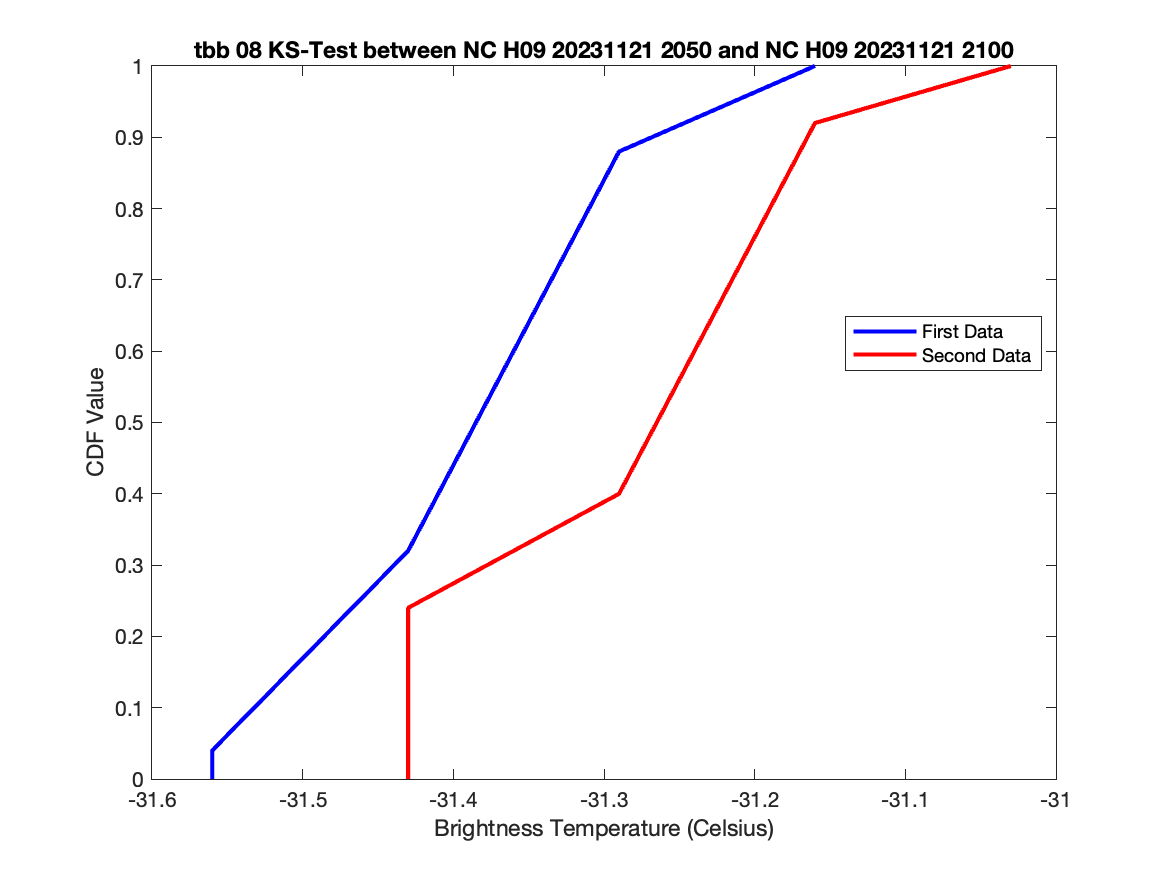 tbb 08 KS-Test between NC H09 20231121 2050 and NC H09 20231121 2100
1
0.9
0.8
0.7
0.6
0.5
0.4
0.3
0.2
0.1
0
CDF Value
First Data
Second Data
-31.6 -31.5 -31.4 -31.3 -31.2 -31.1 -31
Brightness Temperature (Celsius)